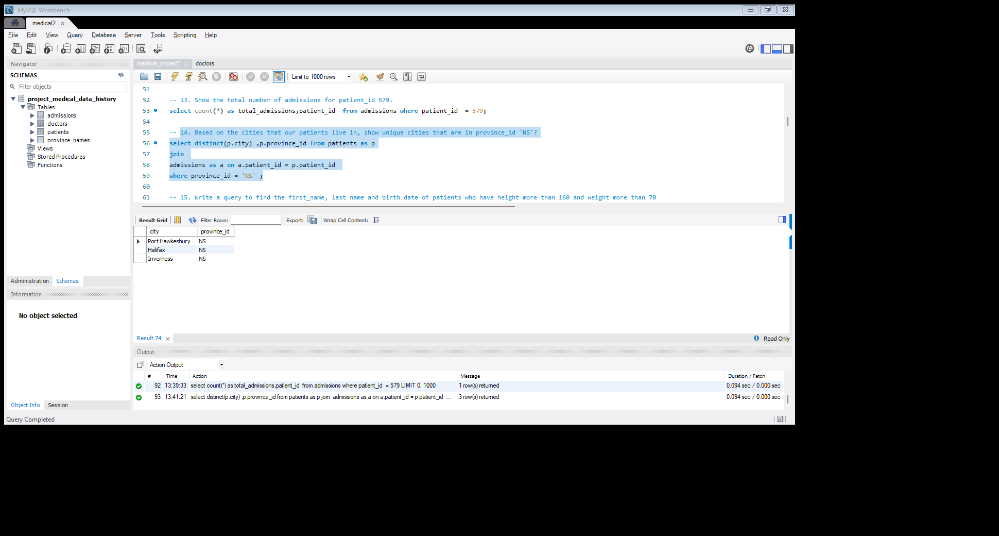 MySQL Workbench
medical2
File Edit View Query Database Server Tools Scripting Help
Navigator
SCHEMAS
Filter objects
project_medical_data_history
Tables
admissions
doctors
patients
province_names
Views
Stored Procedures
Functions
Administration Schemas
Information
No object selected
Object Info Session
medical_project* doctors
Limit to 1000 rows
51
52 -- 13. Show the total number of admissions for patient_id 579.
53 select count(*) as total_admissions,patient_id  from admissions where patient_id  = 579;
54
55 -- 14. Based on the cities that our patients live in, show unique cities that are in province_id 'NS'?
56 select distinct(p.city) ,p.province_id from patients as p
57 join
58 admissions as a on a.patient_id = p.patient_id
59 where province_id = 'NS' ;
60
61 -- 15. Write a query to find the first_name, last name and birth date of patients who have height more than 160 and weight more than 70
Result Grid Filter Rows: Export: Wrap Cell Content:
city province_id
Port Hawkesbury NS
Halifax NS
Inverness NS
Result 74 Read Only
Output
Action Output
# Time Action Message Duration / Fetch
92 13:39:33 select count(*) as total_admissions,patient_id  from admissions where patient_id  = 579 LIMIT 0, 1000 1 row(s) returned 0.094 sec / 0.000 sec
93 13:41:21 select distinct(p.city) ,p.province_id from patients as p join  admissions as a on a.patient_id = p.patient_id ... 3 row(s) returned 0.094 sec / 0.000 sec
Query Completed